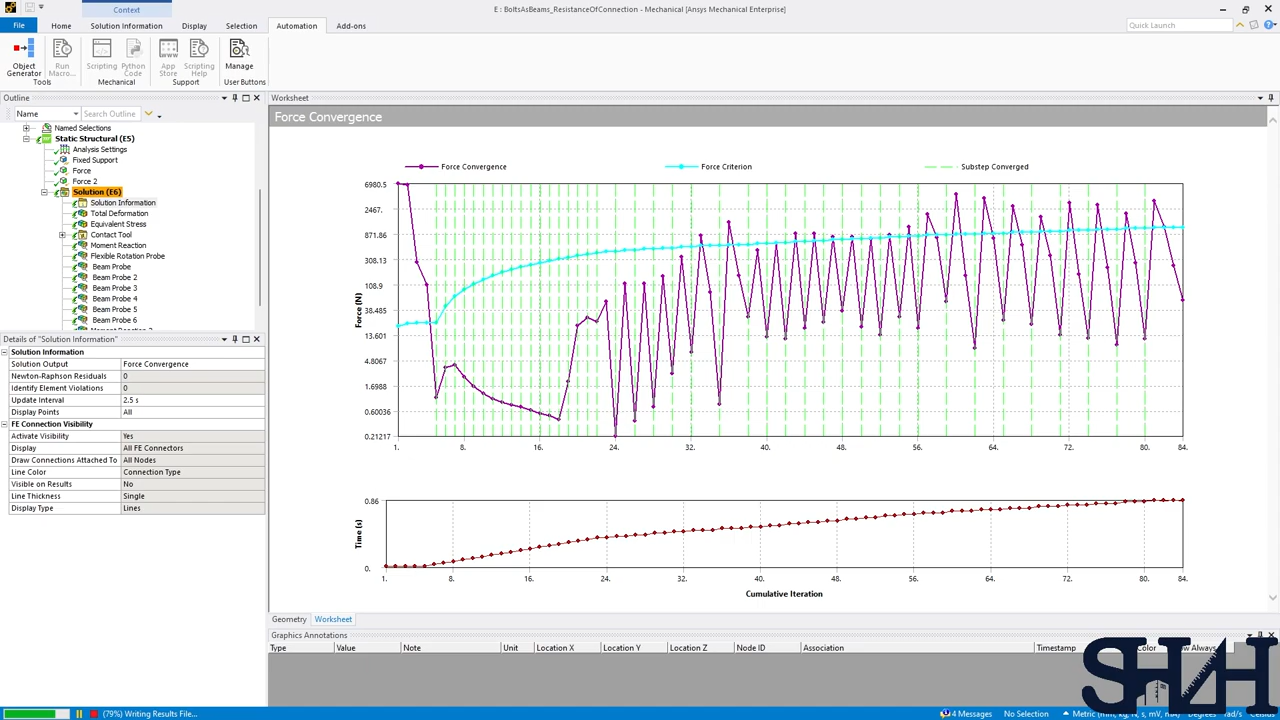 Context
E : BoltsAsBeams_ResistanceOfConnection - Mechanical [Ansys Mechanical Enterprise]
File Home Solution Information Display Selection Automation Add-ons
Quick Launch
Object Generator
Run Macro...
Scripting
Python Code
App Store
Scripting Help
Manage
Tools Mechanical Support User Buttons
Outline
Name Search Outline
Named Selections
Static Structural (E5)
Analysis Settings
Fixed Support
Force
Force 2
Solution (E6)
Solution Information
Total Deformation
Equivalent Stress
Contact Tool
Moment Reaction
Flexible Rotation Probe
Beam Probe
Beam Probe 2
Beam Probe 3
Beam Probe 4
Beam Probe 5
Beam Probe 6
Details of "Solution Information"
Solution Information
Solution Output Force Convergence
Newton-Raphson Residuals 0
Identify Element Violations 0
Update Interval 2.5 s
Display Points All
FE Connection Visibility
Activate Visibility Yes
Display All FE Connectors
Draw Connections Attached To All Nodes
Line Color Connection Type
Visible on Results No
Line Thickness Single
Display Type Lines
Worksheet
Force Convergence
Force Convergence Force Criterion Substep Converged
6980.5
2467.
871.86
308.13
108.9
38.485
13.601
4.8067
1.6988
0.60036
0.21217
Force (N)
1. 8. 16. 24. 32. 40. 48. 56. 64. 72. 80. 84.
0.86
0.
Time (s)
1. 8. 16. 24. 32. 40. 48. 56. 64. 72. 80. 84.
Cumulative Iteration
Geometry Worksheet
Graphics Annotations
Type Value Note Unit Location X Location Y Location Z Node ID Association Timestamp Color
(79%) Writing Results File...
4 Messages No Selection